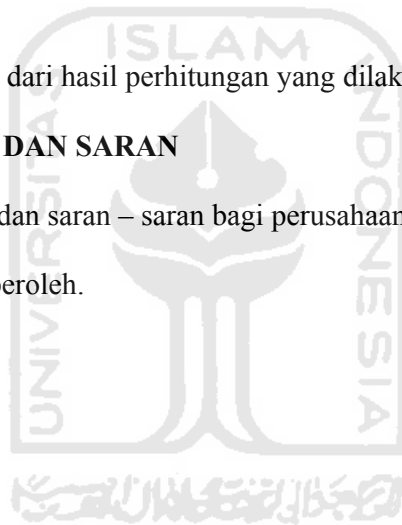 ISLAM
dari hasil perhitungan yang dilak
DAN SARAN
dan saran – saran bagi perusahaan
peroleh.
UNIVERSITAS
INDONESIA